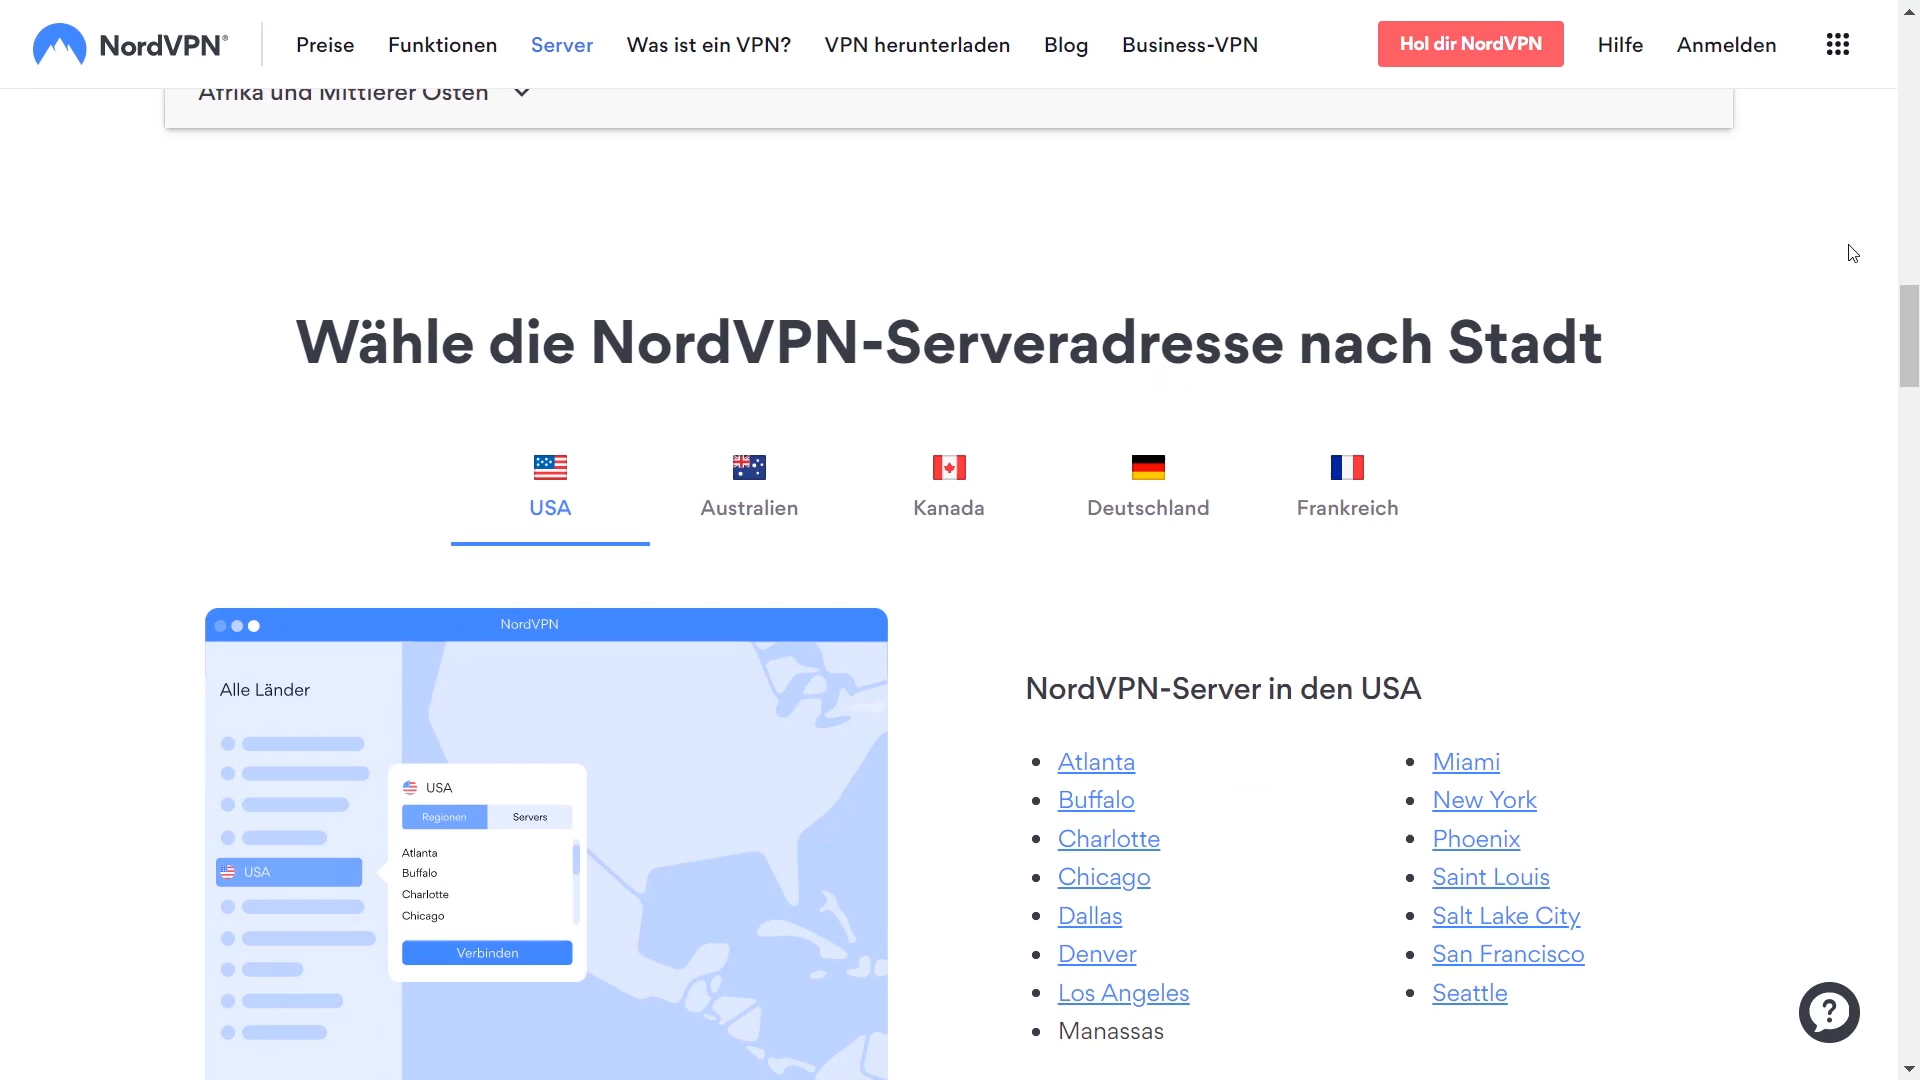 NordVPN®
Preise
Funktionen
Server
Was ist ein VPN?
VPN herunterladen
Blog
Business-VPN
Hol dir NordVPN
Hilfe
Anmelden
Afrika und Mittlerer Osten
Wähle die NordVPN-Serveradresse nach Stadt
USA
Australien
Kanada
Deutschland
Frankreich
NordVPN
Alle Länder
USA
USA
Regionen
Servers
Atlanta
Buffalo
Charlotte
Chicago
Verbinden
NordVPN-Server in den USA
Atlanta
Buffalo
Charlotte
Chicago
Dallas
Denver
Los Angeles
Manassas
Miami
New York
Phoenix
Saint Louis
Salt Lake City
San Francisco
Seattle
?